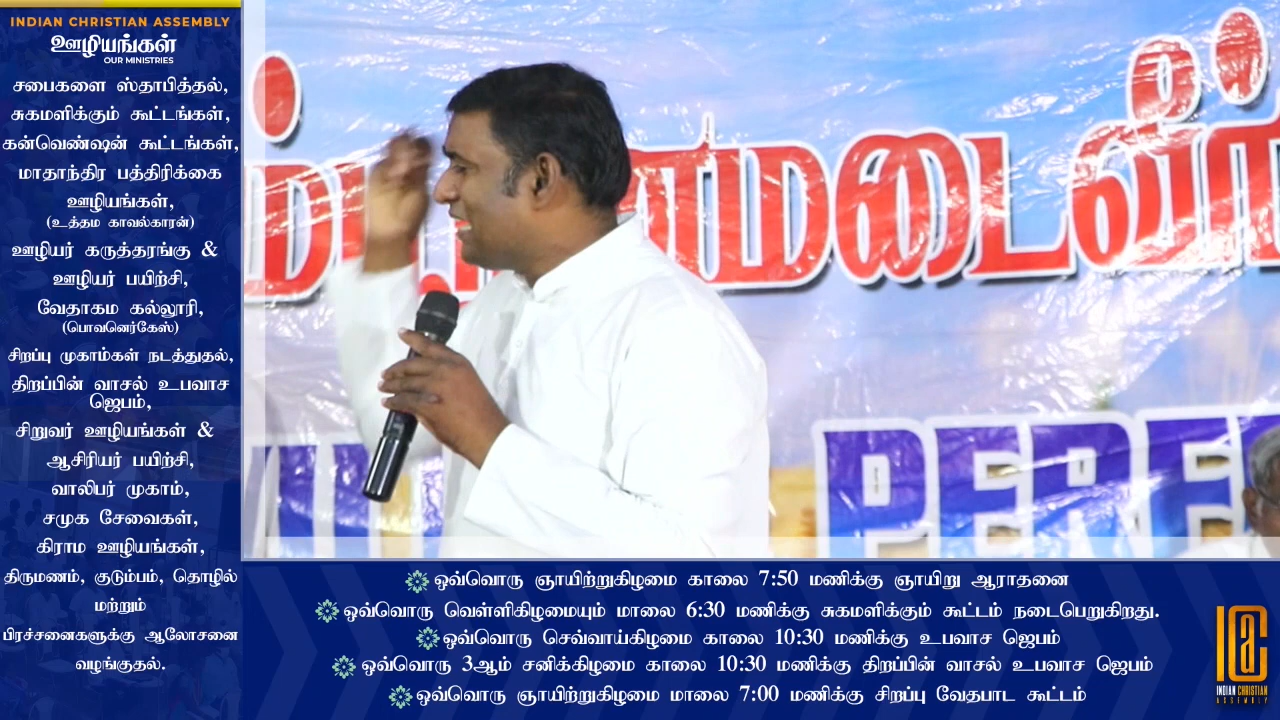 INDIAN CHRISTIAN ASSEMBLY
ஊழியங்கள்
OUR MINISTRIES
சபைகளை ஸ்தாபித்தல்,
சுகமளிக்கும் கூட்டங்கள்,
கன்வென்ஷன் கூட்டங்கள்,
மாதாந்திர பத்திரிக்கை
ஊழியங்கள்,
(உத்தம காவல்காரன்)
ஊழியர் கருத்தரங்கு &
ஊழியர் பயிற்சி,
வேதாகம கல்லூரி,
(பொவனெர்கேஸ்)
சிறப்பு முகாம்கள் நடத்துதல்,
திறப்பின் வாசல் உபவாச
ஜெபம்,
சிறுவர் ஊழியங்கள் &
ஆசிரியர் பயிற்சி,
வாலிபர் முகாம்,
சமுக சேவைகள்,
கிராம ஊழியங்கள்,
திருமணம், குடும்பம், தொழில்
மற்றும்
பிரச்சனைகளுக்கு ஆலோசனை
வழங்குதல்.
மடைவீர்
PERFE
ஒவ்வொரு ஞாயிற்றுகிழமை காலை 7:50 மணிக்கு ஞாயிறு ஆராதனை
ஒவ்வொரு வெள்ளிகிழமையும் மாலை 6:30 மணிக்கு சுகமளிக்கும் கூட்டம் நடைபெறுகிறது.
ஒவ்வொரு செவ்வாய்கிழமை காலை 10:30 மணிக்கு உபவாச ஜெபம்
ஒவ்வொரு 3ஆம் சனிக்கிழமை காலை 10:30 மணிக்கு திறப்பின் வாசல் உபவாச ஜெபம்
ஒவ்வொரு ஞாயிற்றுகிழமை மாலை 7:00 மணிக்கு சிறப்பு வேதபாட கூட்டம்
INDIAN CHRISTIAN
ASSEMBLY